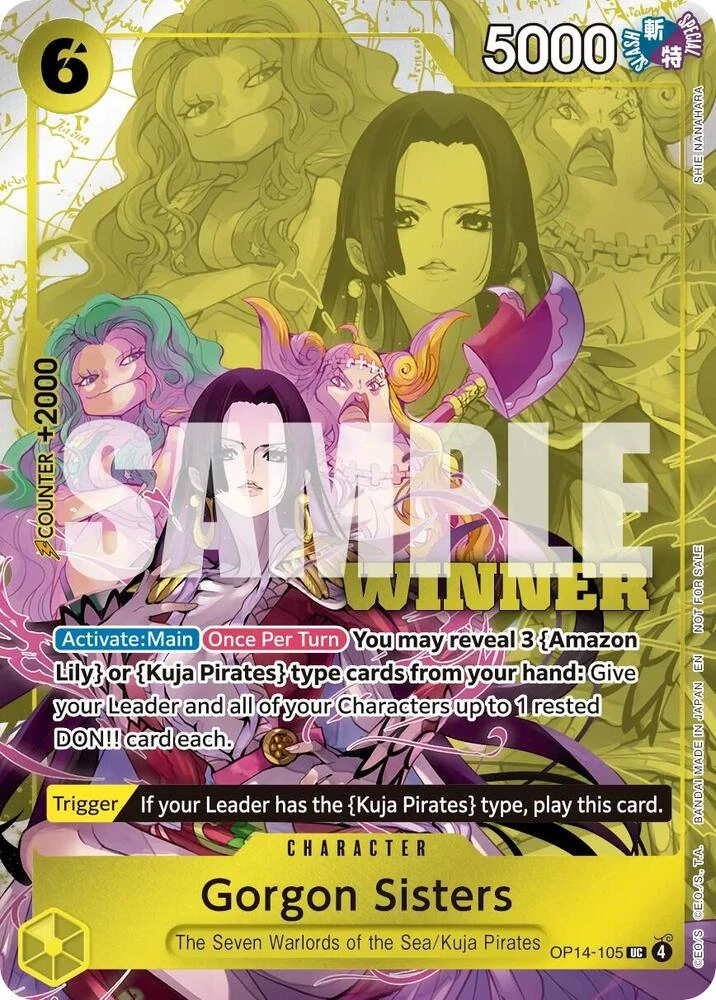 6
5000
SLASH 斬
特 SPECIAL
SHIE NANAHARA
COUNTER +2000
SAMPLE
WINNER
Activate:Main Once Per Turn You may reveal 3 {Amazon
Lily} or {Kuja Pirates} type cards from your hand: Give
your Leader and all of your Characters up to 1 rested
DON!! card each.
Trigger If your Leader has the {Kuja Pirates} type, play this card.
CHARACTER
Gorgon Sisters
The Seven Warlords of the Sea/Kuja Pirates
OP14-105 UC 4
©E.O/S ©E.O./S., T.A. BANDAI MADE IN JAPAN EN NOT FOR SALE